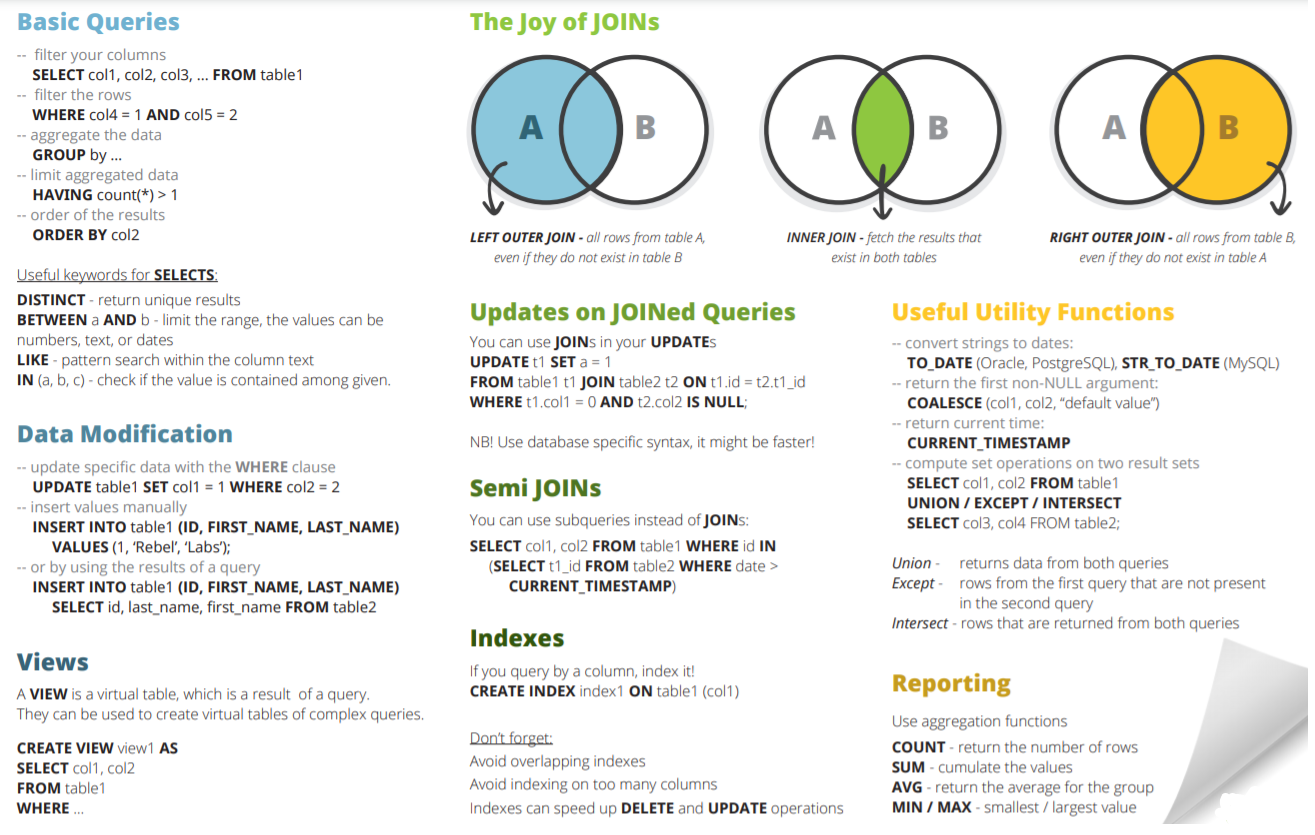 Basic Queries
-- filter your columns
SELECT col1, col2, col3, ... FROM table1
-- filter the rows
WHERE col4 = 1 AND col5 = 2
-- aggregate the data
GROUP by ...
-- limit aggregated data
HAVING count(*) > 1
-- order of the results
ORDER BY col2
Useful keywords for SELECTS:
DISTINCT - return unique results
BETWEEN a AND b - limit the range, the values can be
numbers, text, or dates
LIKE - pattern search within the column text
IN (a, b, c) - check if the value is contained among given.
Data Modification
-- update specific data with the WHERE clause
UPDATE table1 SET col1 = 1 WHERE col2 = 2
-- insert values manually
INSERT INTO table1 (ID, FIRST_NAME, LAST_NAME)
VALUES (1, ‘Rebel’, ‘Labs’);
-- or by using the results of a query
INSERT INTO table1 (ID, FIRST_NAME, LAST_NAME)
SELECT id, last_name, first_name FROM table2
Views
A VIEW is a virtual table, which is a result of a query.
They can be used to create virtual tables of complex queries.
CREATE VIEW view1 AS
SELECT col1, col2
FROM table1
WHERE ...
The Joy of JOINs
A B
A B
A B
LEFT OUTER JOIN - all rows from table A,
even if they do not exist in table B
INNER JOIN - fetch the results that
exist in both tables
RIGHT OUTER JOIN - all rows from table B,
even if they do not exist in table A
Updates on JOINed Queries
You can use JOINs in your UPDATEs
UPDATE t1 SET a = 1
FROM table1 t1 JOIN table2 t2 ON t1.id = t2.t1_id
WHERE t1.col1 = 0 AND t2.col2 IS NULL;
NB! Use database specific syntax, it might be faster!
Semi JOINs
You can use subqueries instead of JOINs:
SELECT col1, col2 FROM table1 WHERE id IN
(SELECT t1_id FROM table2 WHERE date >
CURRENT_TIMESTAMP)
Indexes
If you query by a column, index it!
CREATE INDEX index1 ON table1 (col1)
Don’t forget:
Avoid overlapping indexes
Avoid indexing on too many columns
Indexes can speed up DELETE and UPDATE operations
Useful Utility Functions
-- convert strings to dates:
TO_DATE (Oracle, PostgreSQL), STR_TO_DATE (MySQL)
-- return the first non-NULL argument:
COALESCE (col1, col2, “default value”)
-- return current time:
CURRENT_TIMESTAMP
-- compute set operations on two result sets
SELECT col1, col2 FROM table1
UNION / EXCEPT / INTERSECT
SELECT col3, col4 FROM table2;
Union - returns data from both queries
Except - rows from the first query that are not present
in the second query
Intersect - rows that are returned from both queries
Reporting
Use aggregation functions
COUNT - return the number of rows
SUM - cumulate the values
AVG - return the average for the group
MIN / MAX - smallest / largest value